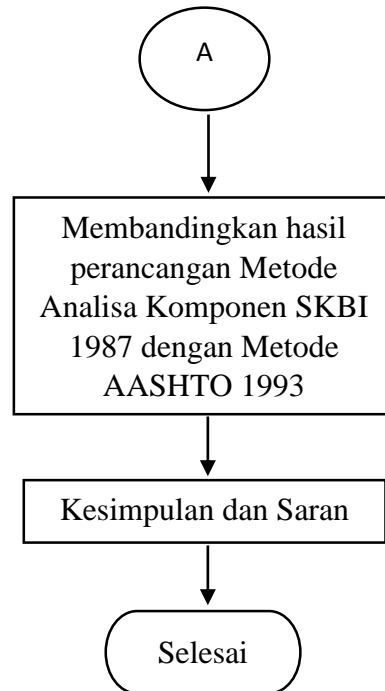 A
Membandingkan hasil
perancangan Metode
Analisa Komponen SKBI
1987 dengan Metode
AASHTO 1993
Kesimpulan dan Saran
Selesai